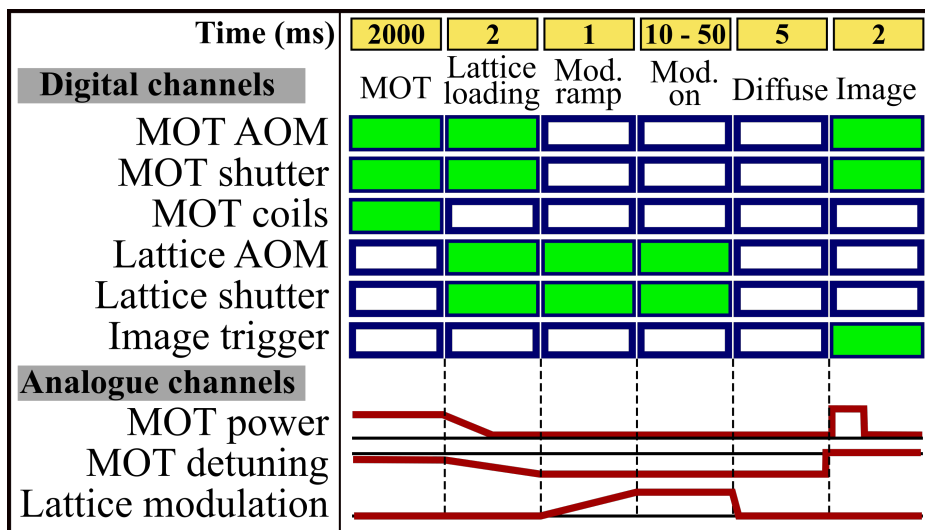 Time (ms) 2000 2 1 10 - 50 5 2
Digital channels MOT Lattice loading Mod. ramp Mod. on Diffuse Image
MOT AOM
MOT shutter
MOT coils
Lattice AOM
Lattice shutter
Image trigger
Analogue channels
MOT power
MOT detuning
Lattice modulation